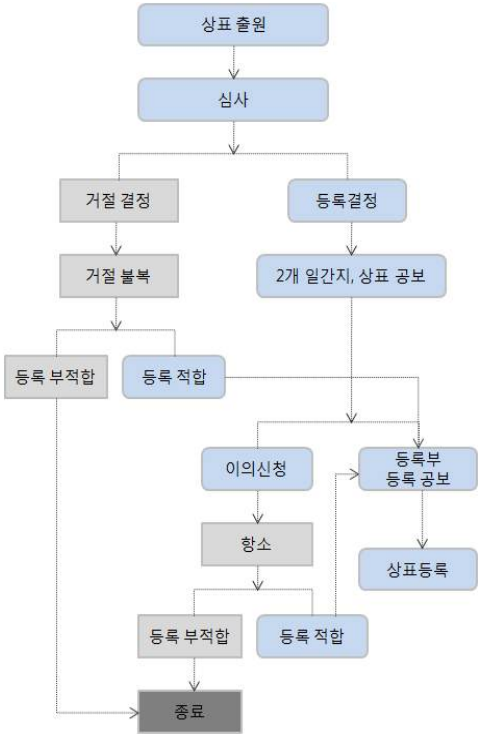 상표 출원
심사
거절 결정
등록결정
거절 불복
2개 일간지, 상표 공보
등록 부적합
등록 적합
이의신청
등록부
등록 공보
항소
상표등록
등록 부적합
등록 적합
종료